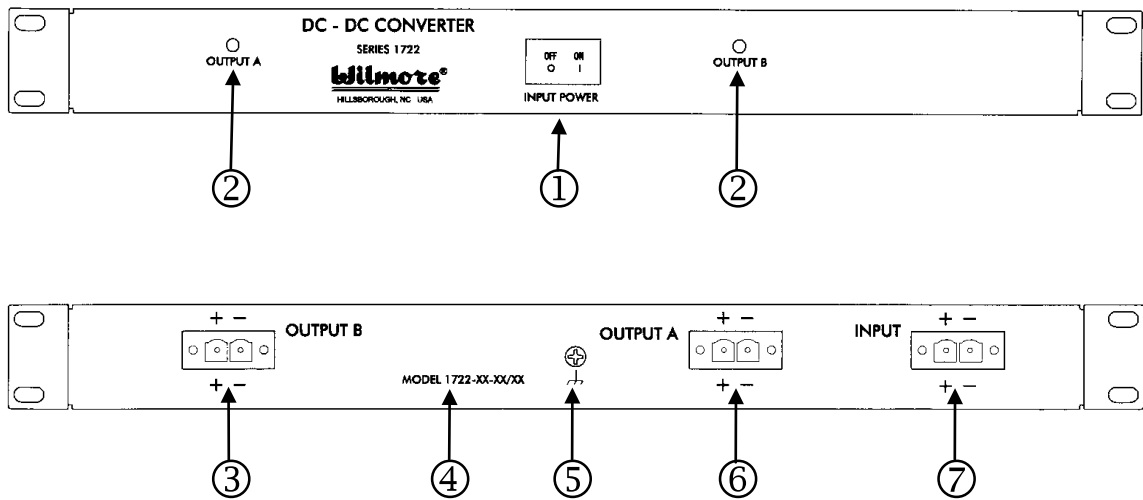 DC - DC CONVERTER
SERIES 1722
Wilmore®
HILLSBOROUGH, NC USA
OUTPUT A
OFF ON
O I
INPUT POWER
OUTPUT B
② ① ②
+ - + - + -
OUTPUT B OUTPUT A INPUT
MODEL 1722-XX-XX/XX
+ - + - + -
③ ④ ⑤ ⑥ ⑦